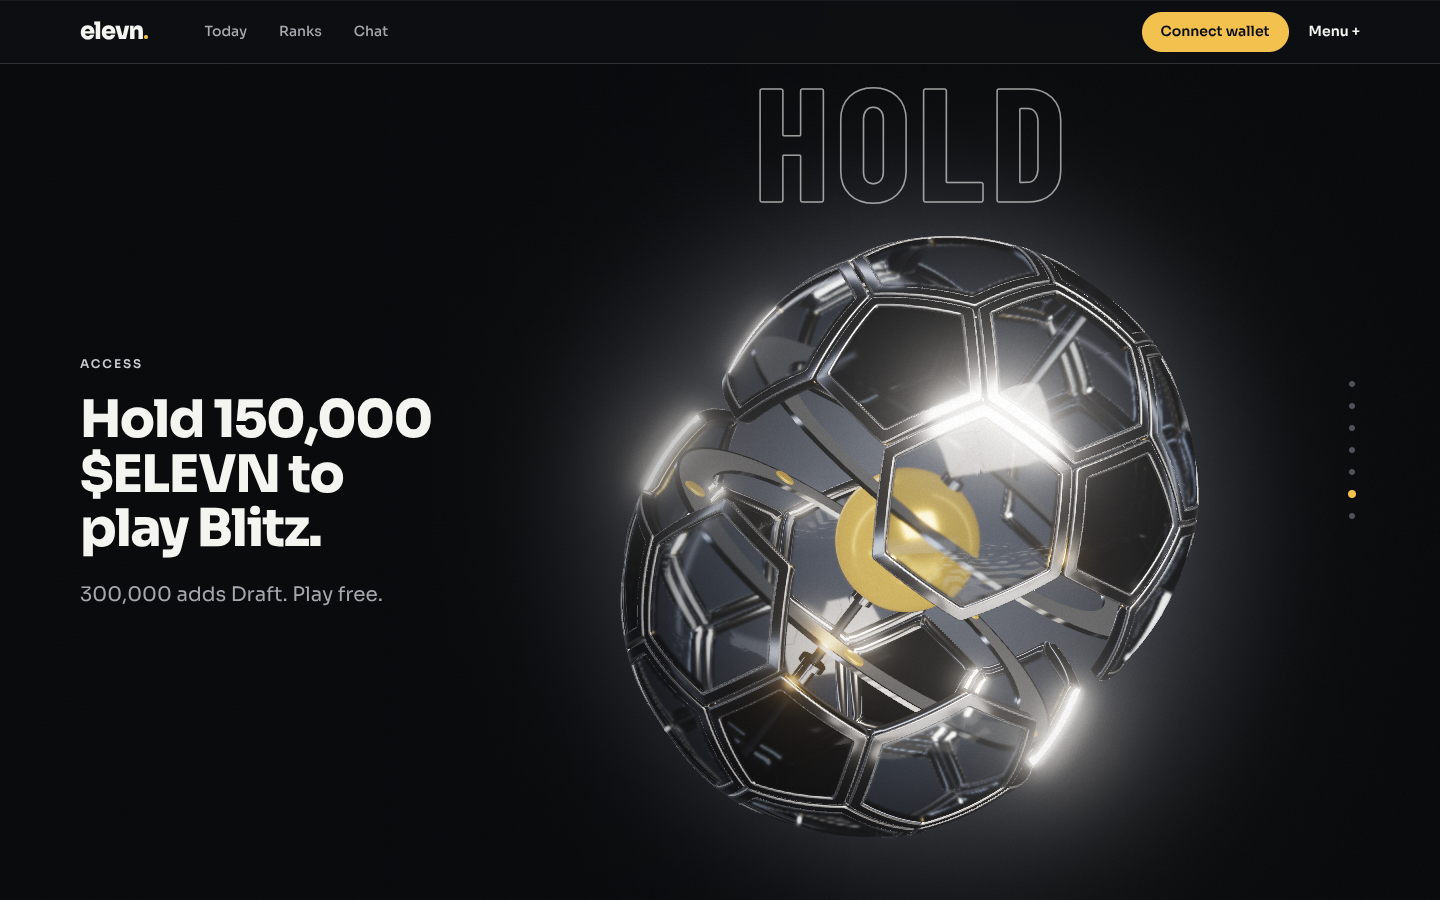 elevn.
Today
Ranks
Chat
Connect wallet
Menu +
HOLD
ACCESS
Hold 150,000
$ELEVN to
play Blitz.
300,000 adds Draft. Play free.